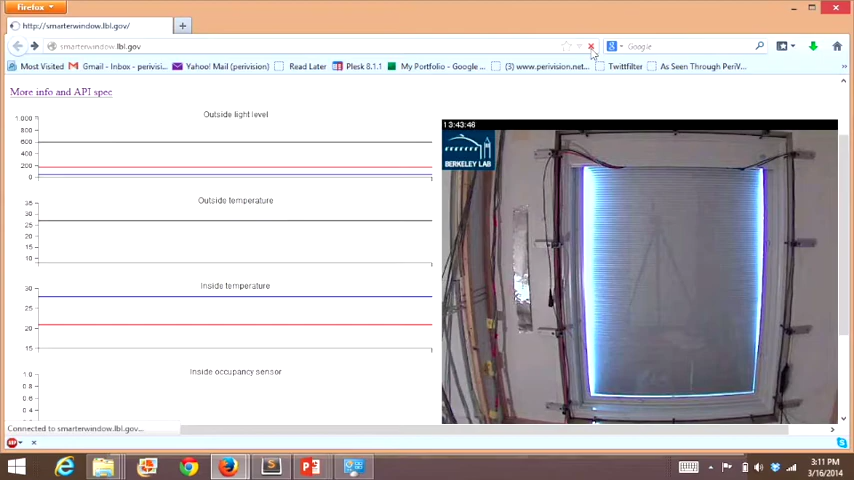 Firefox
http://smarterwindow.lbl.gov/
smarterwindow.lbl.gov
Google
Most Visited Gmail - Inbox - perivisi... Yahoo! Mail (perivision) Read Later Plesk 8.1.1 My Portfolio - Google ... (3) www.perivision.net... Twittfilter As Seen Through PeriV...
More info and API spec
Outside light level
1,000
800
600
400
200
0
Outside temperature
35
30
25
20
15
10
Inside temperature
30
25
20
15
Inside occupancy sensor
1.0
0.8
0.6
0.4
13:43:46
BERKELEY LAB
Connected to smarterwindow.lbl.gov...
3:11 PM
3/16/2014